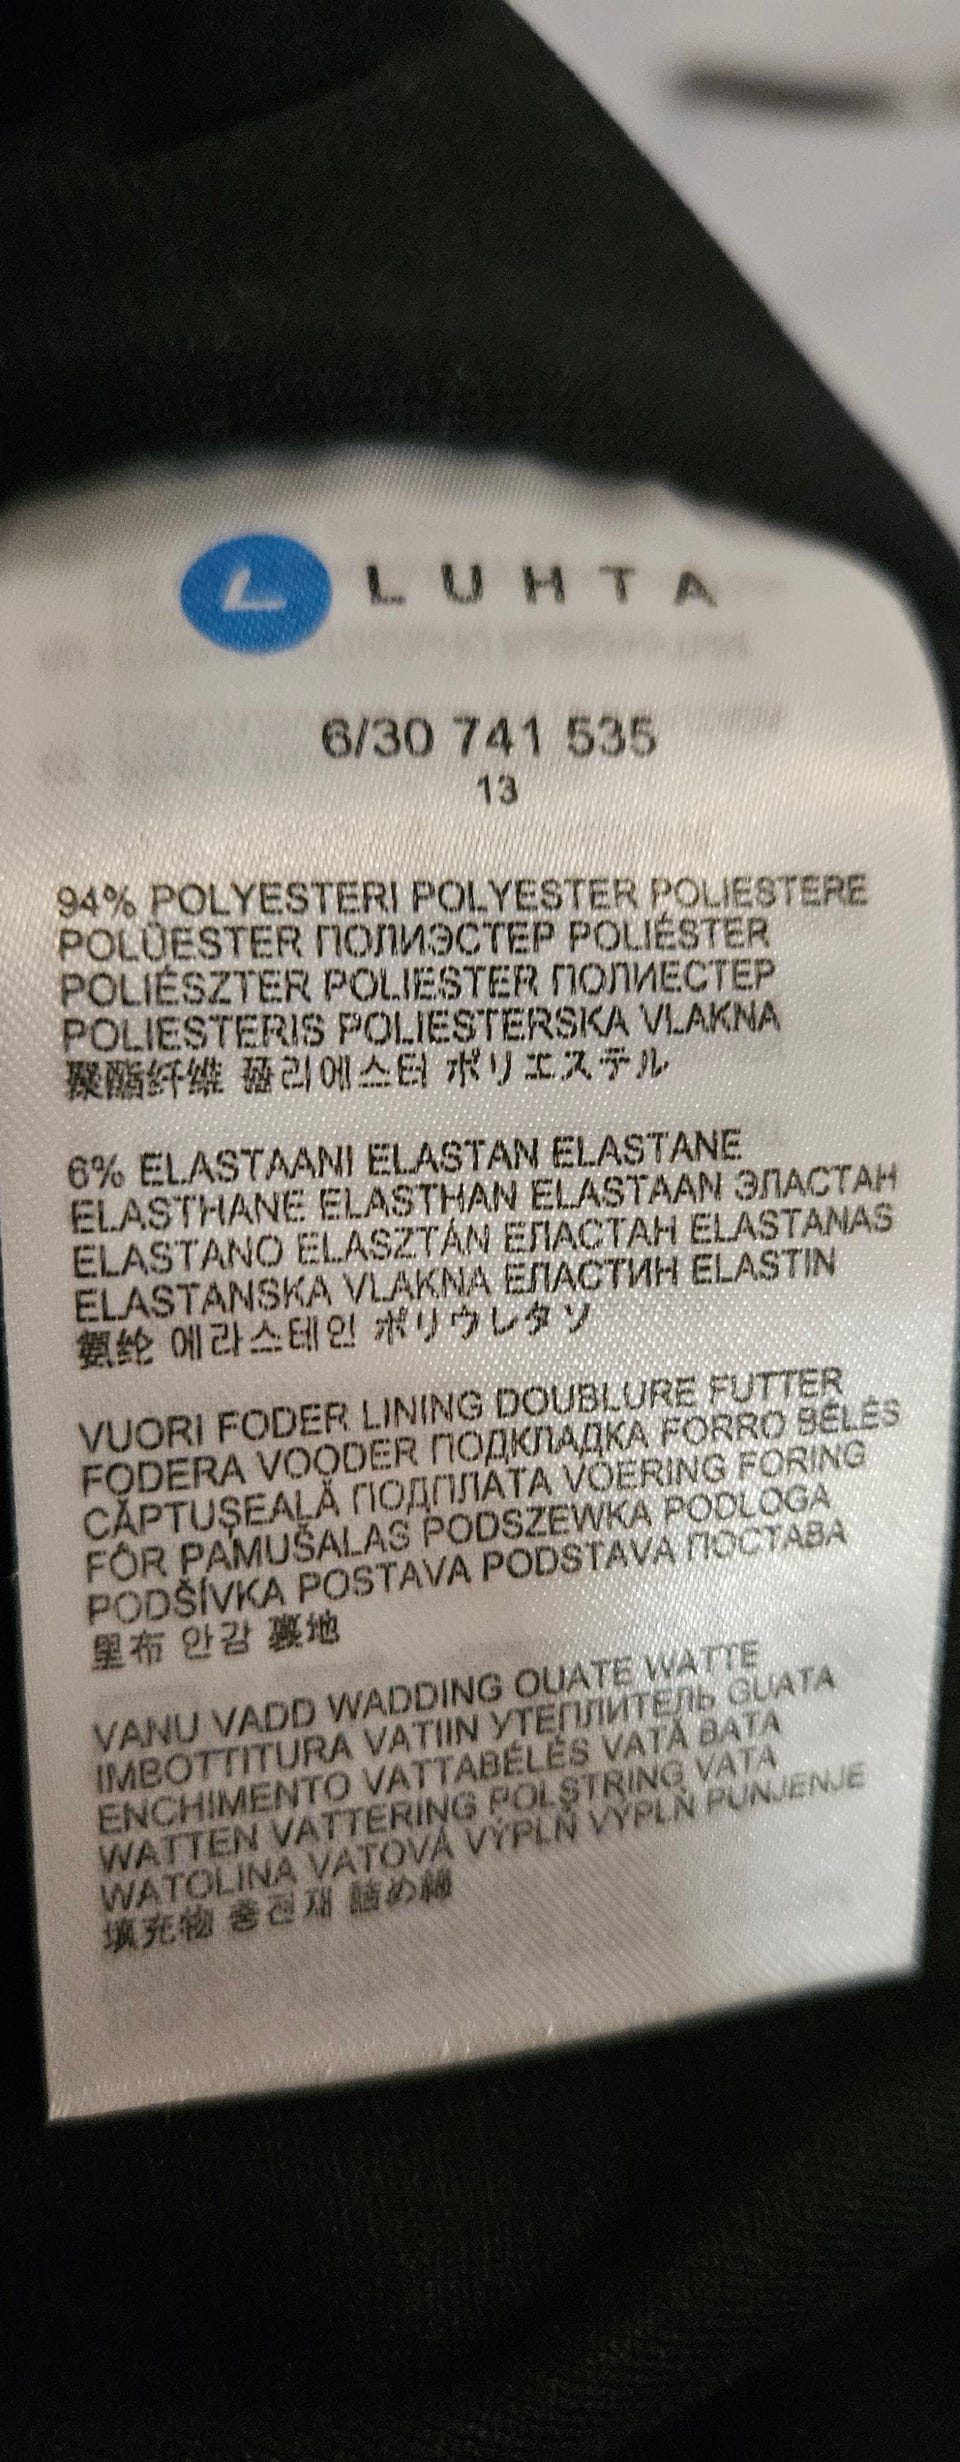 LUHTA
6/30 741 535
13
94% POLYESTERI POLYESTER POLIESTERE
POLÜESTER ПОЛИЭСТЕР POLIÉSTER
POLIÉSZTER POLIESTER ПОЛИЕСТЕР
POLIESTERIS POLIESTERSKA VLAKNA
聚酯纤维 폴리에스터 ポリエステル
6% ELASTAANI ELASTAN ELASTANE
ELASTHANE ELASTHAN ELASTAAN ЭЛАСТАН
ELASTANO ELASZTÁN ЕЛАСТАН ELASTANAS
ELASTANSKA VLAKNA ЕЛАСТИН ELASTIN
氨纶 에라스테인 ポリウレタソ
VUORI FODER LINING DOUBLURE FUTTER
FODERA VOODER ПОДКЛАДКА FORRO BÉLÉS
CĂPTUŞEALĂ ПОДПЛАТА VOERING FORING
FÔR PAMUŠALAS PODSZEWKA PODLOGA
PODŠÍVKA POSTAVA PODSTAVA ПОСТАВА
里布 안감 裏地
VANU VADD WADDING OUATE WATTE
IMBOTTITURA VATIIN УТЕПЛИТЕЛЬ GUATA
ENCHIMENTO VATTABÉLÉS VATĂ ВАТА
WATTEN VATTERING POLSTRING VATA
WATOLINA VATOVÁ VÝPLŇ VÝPLŇ PUNJENJE
填充物 충전재 詰め綿